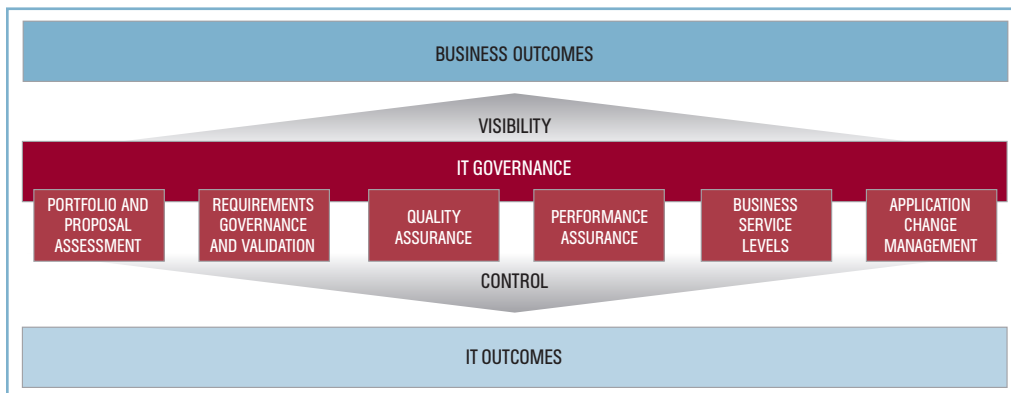 BUSINESS OUTCOMES
VISIBILITY
IT GOVERNANCE
PORTFOLIO AND
PROPOSAL
ASSESSMENT
REQUIREMENTS
GOVERNANCE
AND VALIDATION
QUALITY
ASSURANCE
PERFORMANCE
ASSURANCE
BUSINESS
SERVICE
LEVELS
APPLICATION
CHANGE
MANAGEMENT
CONTROL
IT OUTCOMES